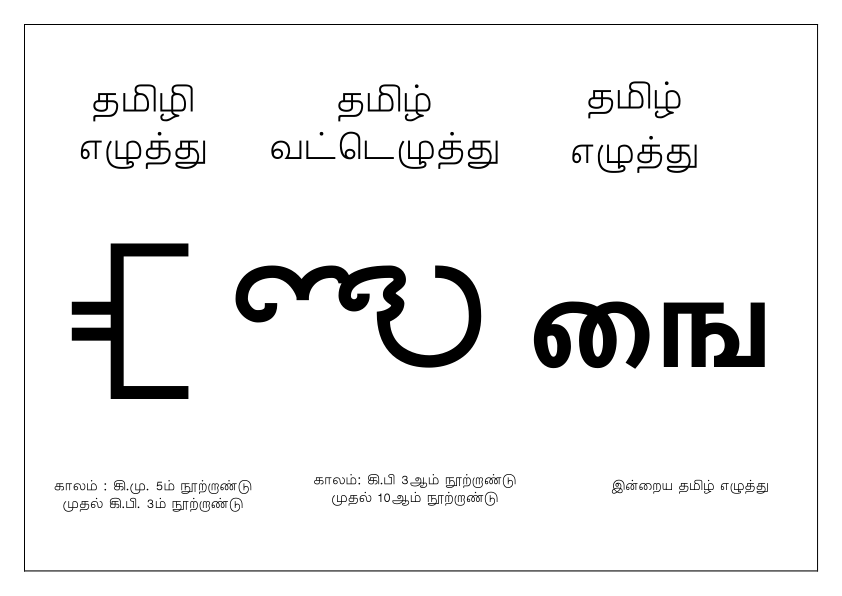 தமிழி
எழுத்து
தமிழ்
வட்டெழுத்து
தமிழ்
எழுத்து
𑀗𑁃
ஙை
காலம் : கி.மு. 5ம் நூற்றாண்டு
முதல் கி.பி. 3ம் நூற்றாண்டு
காலம்: கி.பி 3ஆம் நூற்றாண்டு
முதல் 10ஆம் நூற்றாண்டு
இன்றைய தமிழ் எழுத்து